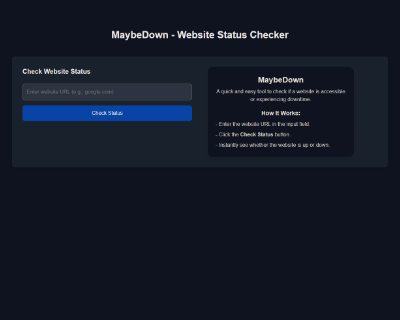 MaybeDown - Website Status Checker
Check Website Status
Enter website URL (e.g., google.com)
Check Status
MaybeDown
A quick and easy tool to check if a website is accessible
or experiencing downtime.
How It Works:
- Enter the website URL in the input field.
- Click the Check Status button.
- Instantly see whether the website is up or down.